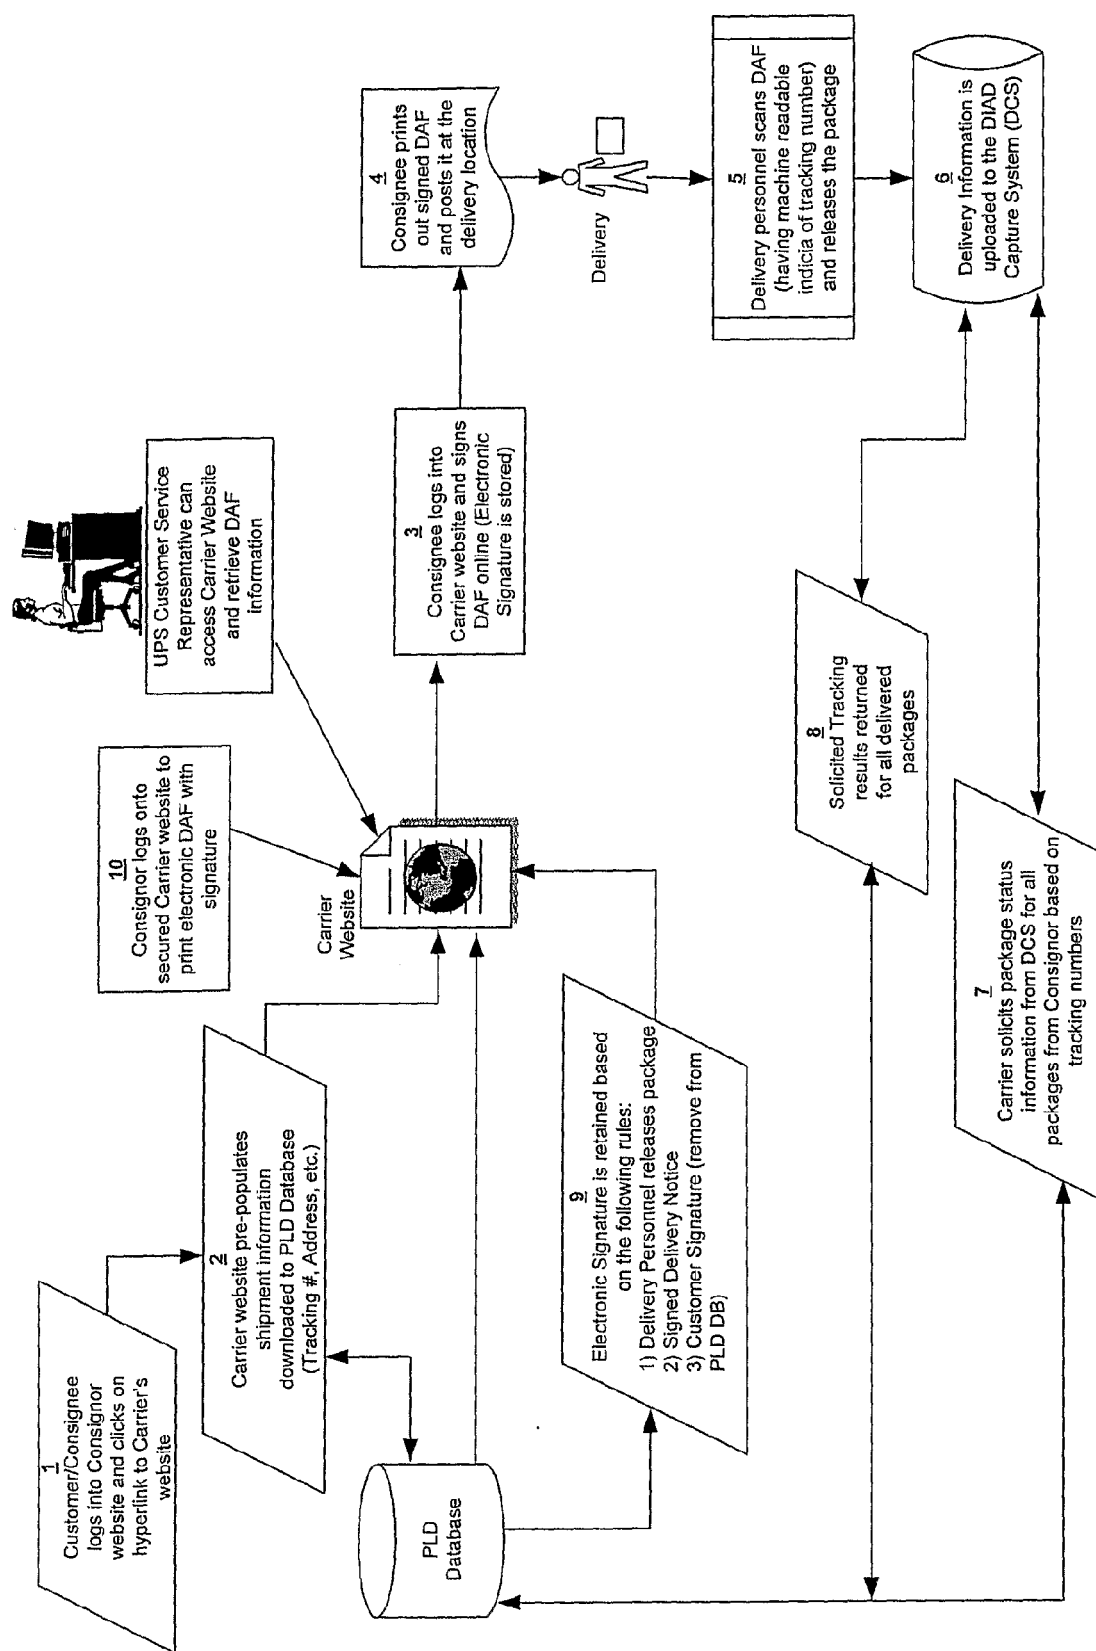 1
Customer/Consignee
logs into Consignor
website and clicks on
hyperlink to Carrier's
website
2
Carrier website pre-populates
shipment information
downloaded to PLD Database
(Tracking #, Address, etc.)
PLD
Database
10
Consignor logs onto
secured Carrier website to
print electronic DAF with
signature
UPS Customer Service
Representative can
access Carrier Website
and retrieve DAF
information
Carrier
Website
3
Consignee logs into
Carrier website and signs
DAF online (Electronic
Signature is stored)
4
Consignee prints
out signed DAF
and posts it at the
delivery location
Delivery
5
Delivery personnel scans DAF
(having machine readable
indicia of tracking number)
and releases the package
6
Delivery Information is
uploaded to the DIAD
Capture System (DCS)
9
Electronic Signature is retained based
on the following rules:
1) Delivery Personnel releases package
2) Signed Delivery Notice
3) Customer Signature (remove from
PLD DB)
8
Solicited Tracking
results returned
for all delivered
packages
7
Carrier solicits package status
information from DCS for all
packages from Consignor based on
tracking numbers